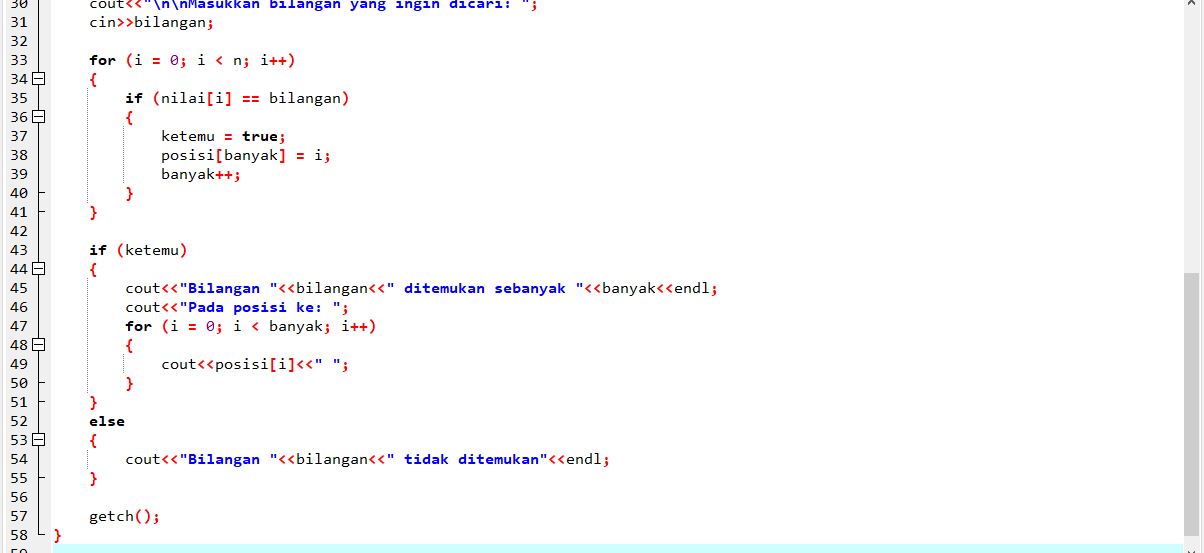 30 cout<<"\n\nMasukkan bilangan yang ingin dicari: ";
31 cin>>bilangan;
32
33 for (i = 0; i < n; i++)
34 {
35 if (nilai[i] == bilangan)
36 {
37 ketemu = true;
38 posisi[banyak] = i;
39 banyak++;
40 }
41 }
42
43 if (ketemu)
44 {
45 cout<<"Bilangan "<<bilangan<<" ditemukan sebanyak "<<banyak<<endl;
46 cout<<"Pada posisi ke: ";
47 for (i = 0; i < banyak; i++)
48 {
49 cout<<posisi[i]<<" ";
50 }
51 }
52 else
53 {
54 cout<<"Bilangan "<<bilangan<<" tidak ditemukan"<<endl;
55 }
56
57 getch();
58 }
59